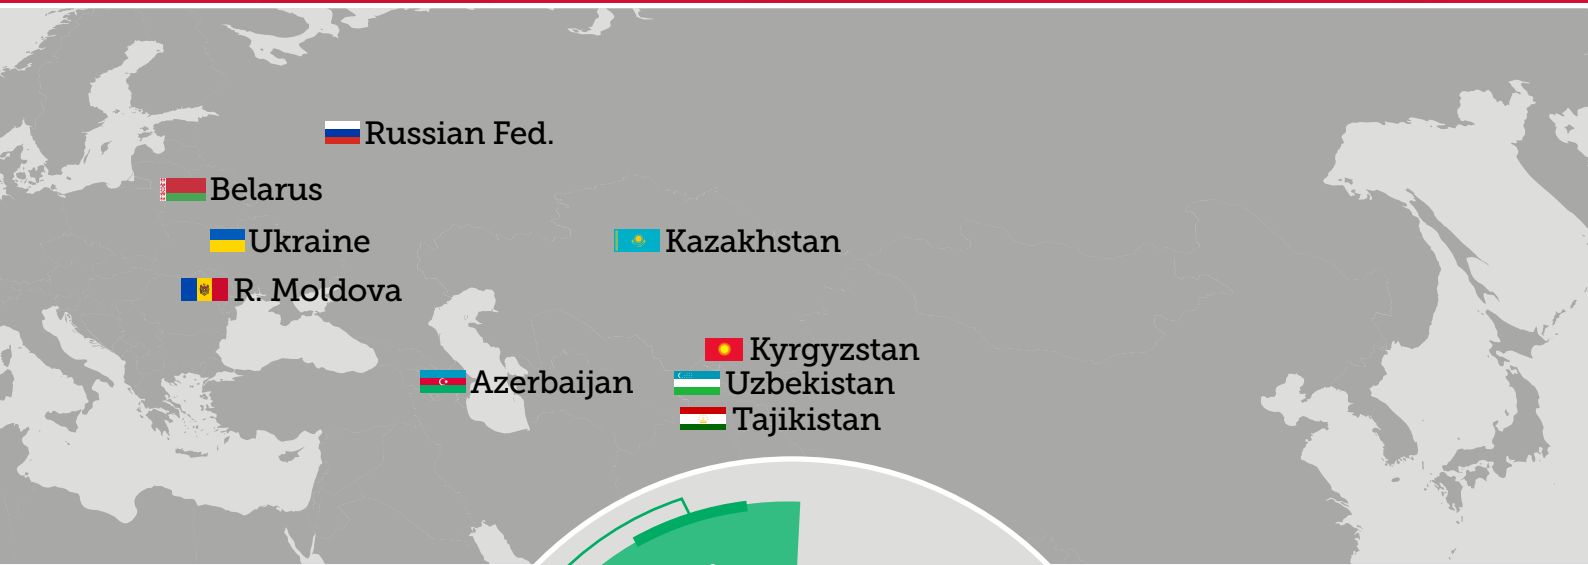 Russian Fed.
Belarus
Ukraine
Kazakhstan
R. Moldova
Kyrgyzstan
Azerbaijan
Uzbekistan
Tajikistan